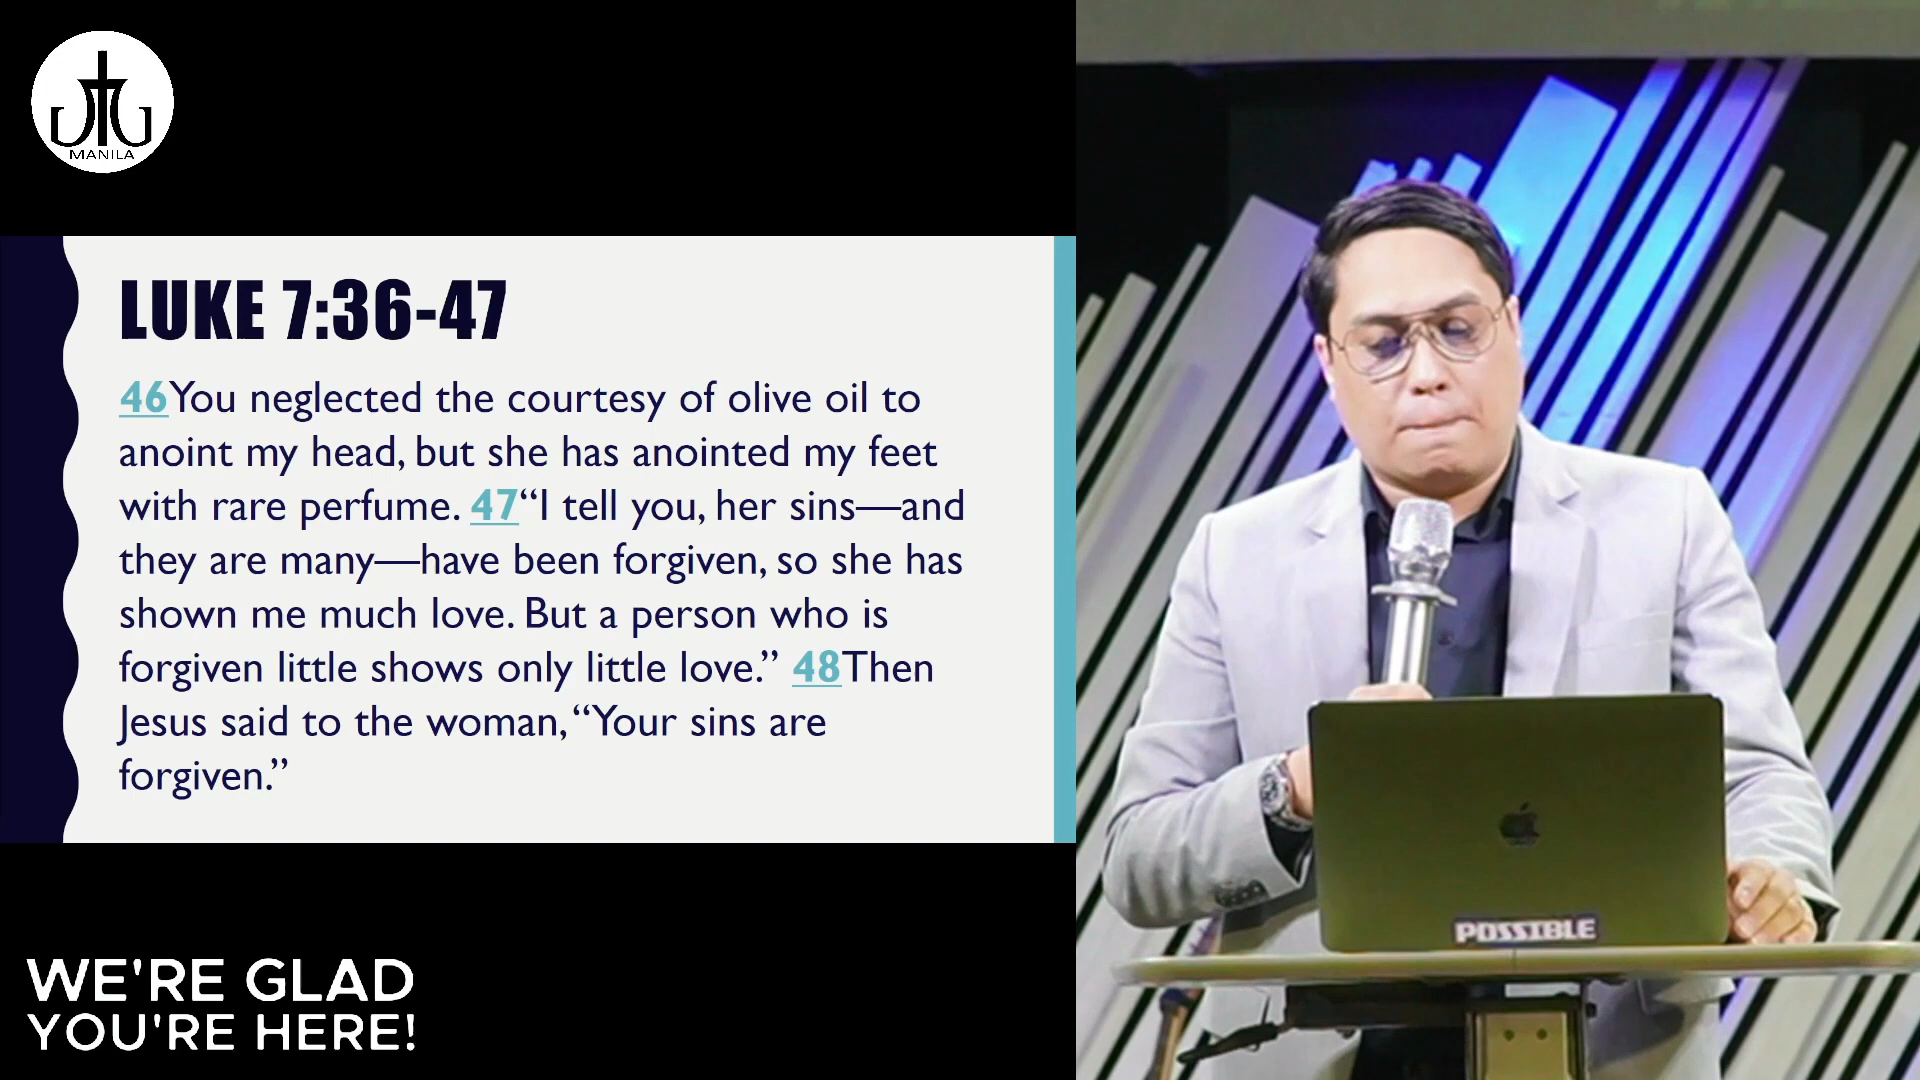 JTG
MANILA
LUKE 7:36-47
46You neglected the courtesy of olive oil to
anoint my head, but she has anointed my feet
with rare perfume. 47“I tell you, her sins—and
they are many—have been forgiven, so she has
shown me much love. But a person who is
forgiven little shows only little love.” 48Then
Jesus said to the woman, “Your sins are
forgiven.”
WE'RE GLAD
YOU'RE HERE!
POSSIBLE